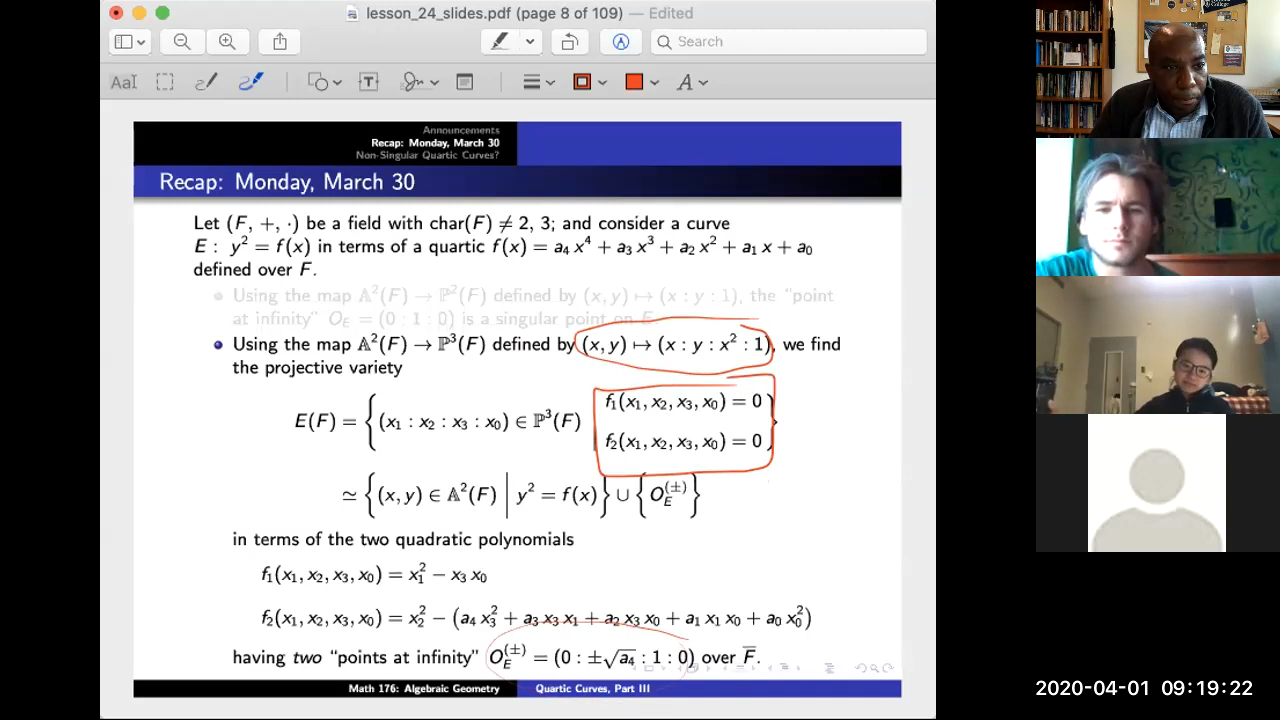 lesson_24_slides.pdf (page 8 of 109) — Edited
Search
AaI
T
A
Announcements
Recap: Monday, March 30
Non-Singular Quartic Curves?
Recap: Monday, March 30
Let (F, +, ·) be a field with char(F) ≠ 2, 3; and consider a curve
E : y² = f(x) in terms of a quartic f(x) = a₄ x⁴ + a₃ x³ + a₂ x² + a₁ x + a₀
defined over F.
Using the map 𝔸²(F) → ℙ²(F) defined by (x, y) ↦ (x : y : 1), the "point
at infinity" O_E = (0 : 1 : 0) is a singular point on E.
Using the map 𝔸²(F) → ℙ³(F) defined by (x, y) ↦ (x : y : x² : 1), we find
the projective variety
E(F) = { (x₁ : x₂ : x₃ : x₀) ∈ ℙ³(F) | f₁(x₁, x₂, x₃, x₀) = 0
f₂(x₁, x₂, x₃, x₀) = 0 }
≃ { (x, y) ∈ 𝔸²(F) | y² = f(x) } ∪ { O_E^(±) }
in terms of the two quadratic polynomials
f₁(x₁, x₂, x₃, x₀) = x₁² − x₃ x₀
f₂(x₁, x₂, x₃, x₀) = x₂² − (a₄ x₃² + a₃ x₃ x₁ + a₂ x₃ x₀ + a₁ x₁ x₀ + a₀ x₀²)
having two "points at infinity" O_E^(±) = (0 : ±√a₄ : 1 : 0) over F̅.
Math 176: Algebraic Geometry Quartic Curves, Part III
2020-04-01 09:19:22